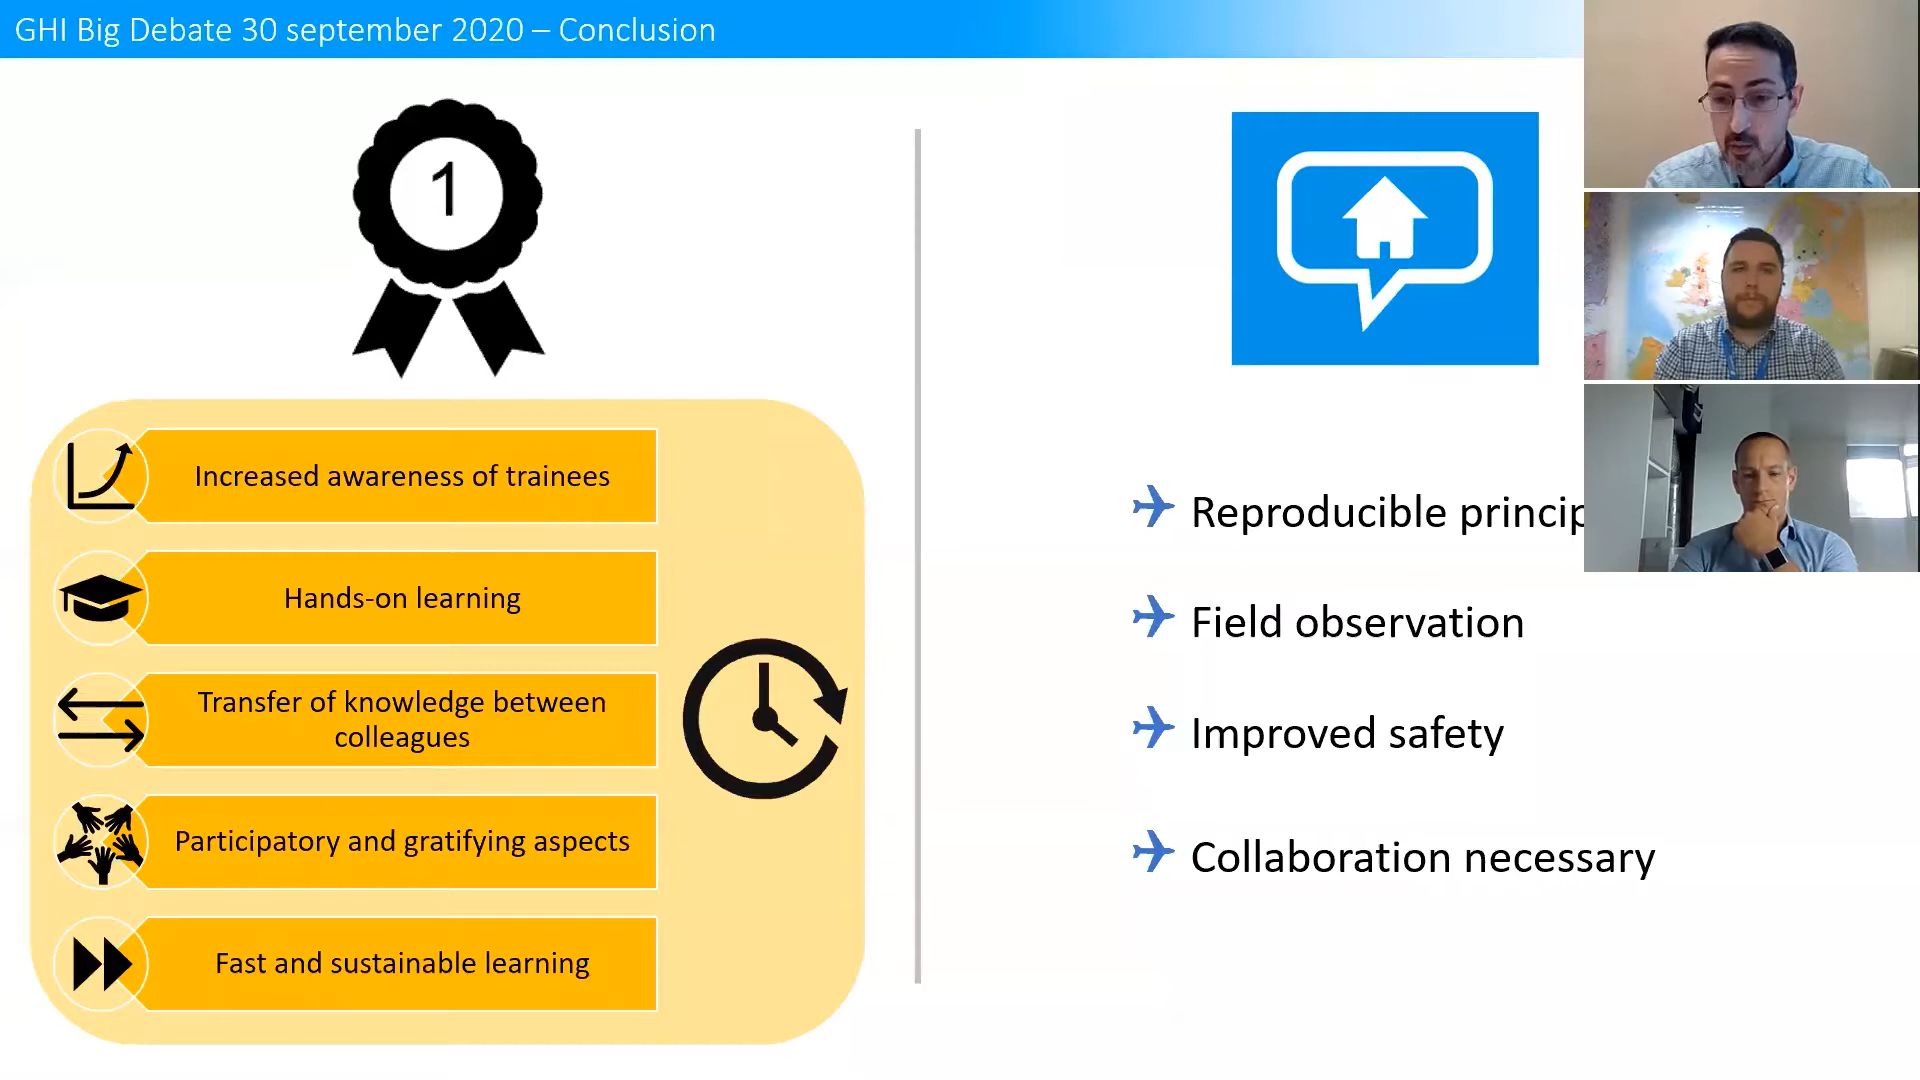 GHI Big Debate 30 september 2020 – Conclusion
1
Increased awareness of trainees
Hands-on learning
Transfer of knowledge between
colleagues
Participatory and gratifying aspects
Fast and sustainable learning
Reproducible
Field observation
Improved safety
Collaboration necessary